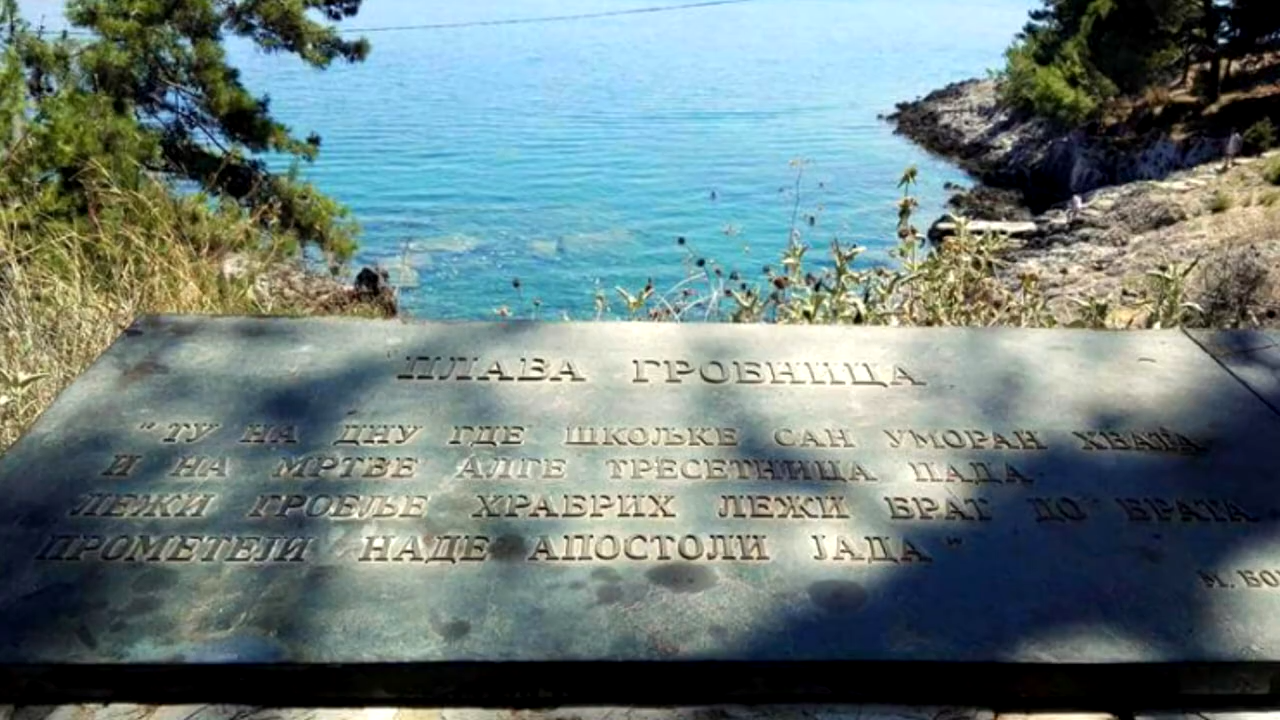 "ПЛАВА ГРОБНИЦА
"ТУ НА ДНУ ГДЕ ШКОЉКЕ САН УМОРАН ХВАТА
И НА МРТВЕ АЛГЕ ТРЕСЕТНИЦА ПАДА
ЛЕЖИ ГРОБЉЕ ХРАБРИХ ЛЕЖИ БРАТ ДО БРАТА
ПРОМЕТЕЈИ НАДЕ АПОСТОЛИ ЈАДА"
М.